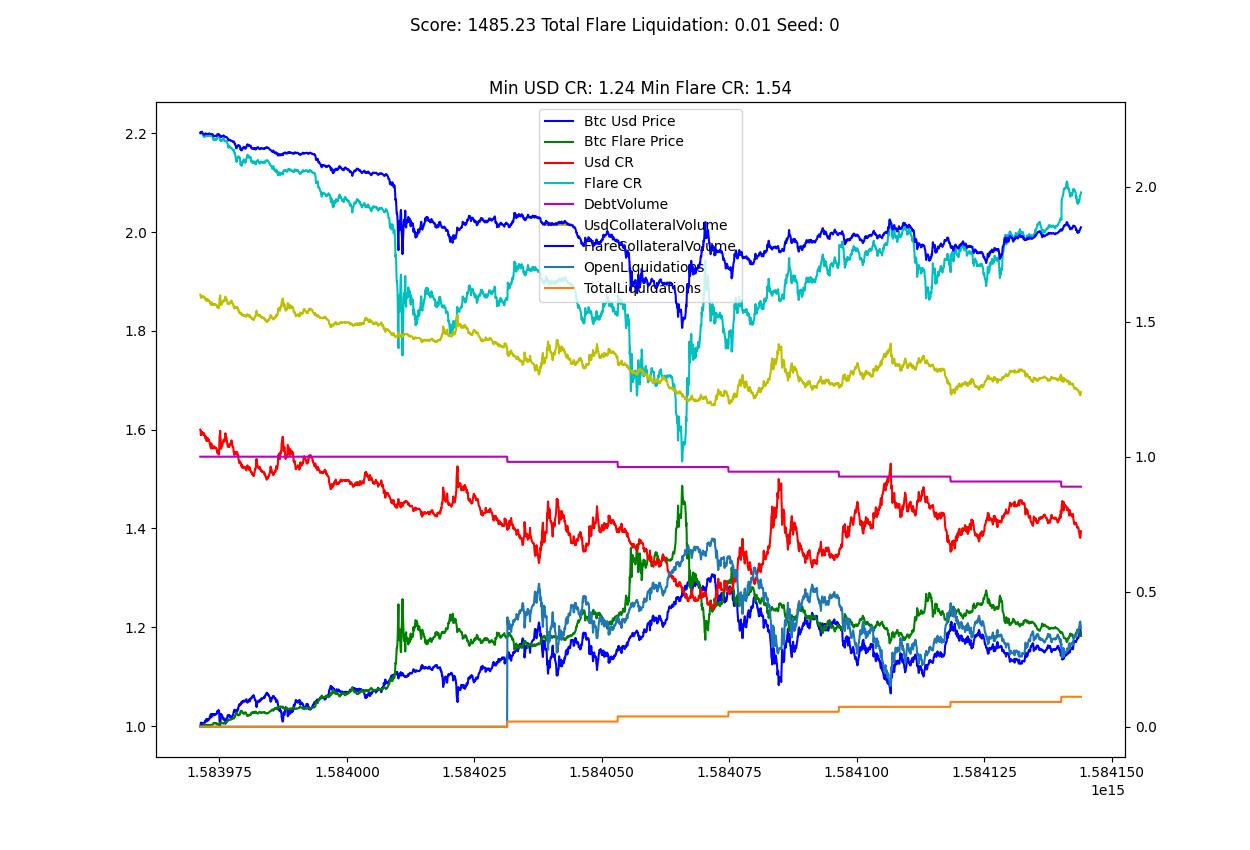 Score: 1485.23 Total Flare Liquidation: 0.01 Seed: 0
Min USD CR: 1.24 Min Flare CR: 1.54
Btc Usd Price
Btc Flare Price
Usd CR
Flare CR
DebtVolume
UsdCollateralVolume
FlareCollateralVolume
OpenLiquidations
TotalLiquidations
2.2
2.0
1.8
1.6
1.4
1.2
1.0
2.0
1.5
1.0
0.5
0.0
1.583975
1.584000
1.584025
1.584050
1.584075
1.584100
1.584125
1.584150
1e15